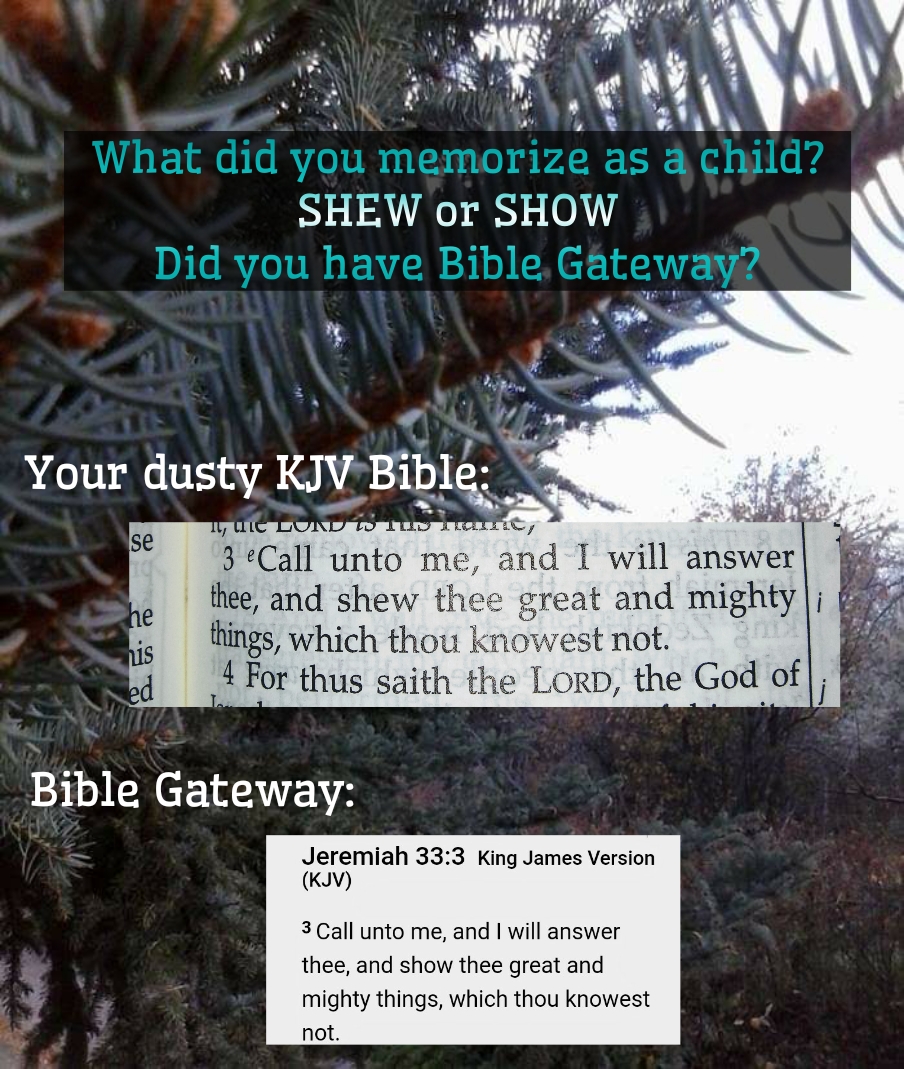 What did you memorize as a child?
SHEW or SHOW
Did you have Bible Gateway?
Your dusty KJV Bible:
it, the LORD is his name;
se
3 eCall unto me, and I will answer
thee, and shew thee great and mighty
i
he
things, which thou knowest not.
his
4 For thus saith the LORD, the God of
ed
j
Bible Gateway:
Jeremiah 33:3 King James Version
(KJV)
3 Call unto me, and I will answer
thee, and show thee great and
mighty things, which thou knowest
not.